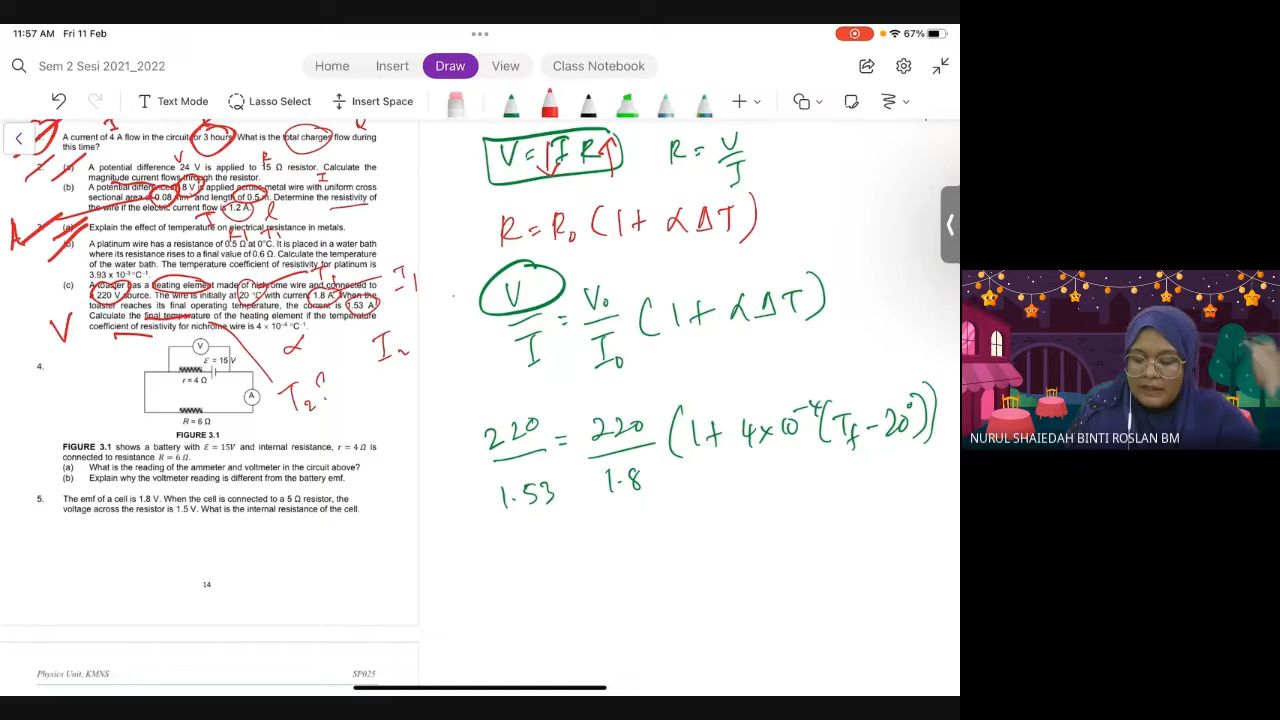 11:57 AM Fri 11 Feb
67%
Sem 2 Sesi 2021_2022
Home Insert Draw View Class Notebook
Text Mode Lasso Select Insert Space
A current of 4 A flow in the circuit for 3 hours. What is the total charges flow during
this time?
(a) A potential difference 24 V is applied to 15 Ω resistor. Calculate the
magnitude current flows through the resistor.
(b) A potential difference 8 V is applied across metal wire with uniform cross
sectional area 0.08 and length of 0.5 m. Determine the resistivity of
the wire if the electric current flow is 1.2 A.
(a) Explain the effect of temperature on electrical resistance in metals.
(b) A platinum wire has a resistance of 0.5 Ω at 0°C. It is placed in a water bath
where its resistance rises to a final value of 0.6 Ω. Calculate the temperature
of the water bath. The temperature coefficient of resistivity for platinum is
3.93 x 10⁻³ °C⁻¹.
(c) A toaster has a heating element made of nichrome wire and connected to
220 V source. The wire is initially at 20 °C with current 1.8 A. When the
toaster reaches its final operating temperature, the current is 1.53 A.
Calculate the final temperature of the heating element if the temperature
coefficient of resistivity for nichrome wire is 4 × 10⁻⁴ °C⁻¹.
V
α
I₂
T₂?
4.
V
ε = 15 V
r = 4 Ω
A
R = 6 Ω
FIGURE 3.1
FIGURE 3.1 shows a battery with ε = 15V and internal resistance, r = 4 Ω is
connected to resistance R = 6 Ω.
(a) What is the reading of the ammeter and voltmeter in the circuit above?
(b) Explain why the voltmeter reading is different from the battery emf.
5. The emf of a cell is 1.8 V. When the cell is connected to a 5 Ω resistor, the
voltage across the resistor is 1.5 V. What is the internal resistance of the cell.
14
Physics Unit, KMNS SP025
V = I R R = V/I
R = R₀ (1 + α ΔT)
V/I = V₀/I₀ (1 + α ΔT)
220/1.53 = 220/1.8 (1 + 4×10⁻⁴ (T_f − 20°))
NURUL SHAIEDAH BINTI ROSLAN BM